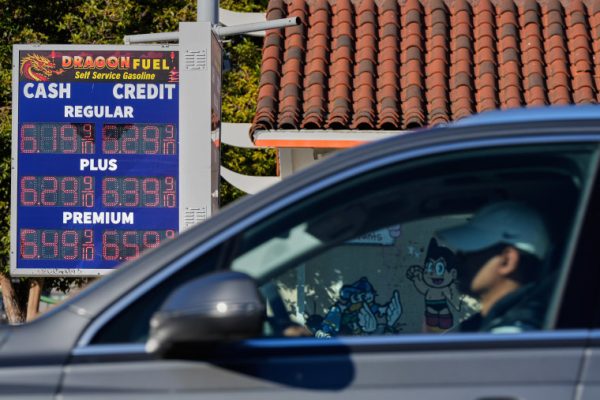 DRAGON FUEL
Self Service Gasoline
CASH CREDIT
REGULAR
6.19 9/10 6.29 9/10
PLUS
6.29 9/10 6.39 9/10
PREMIUM
6.49 9/10 6.59 9/10